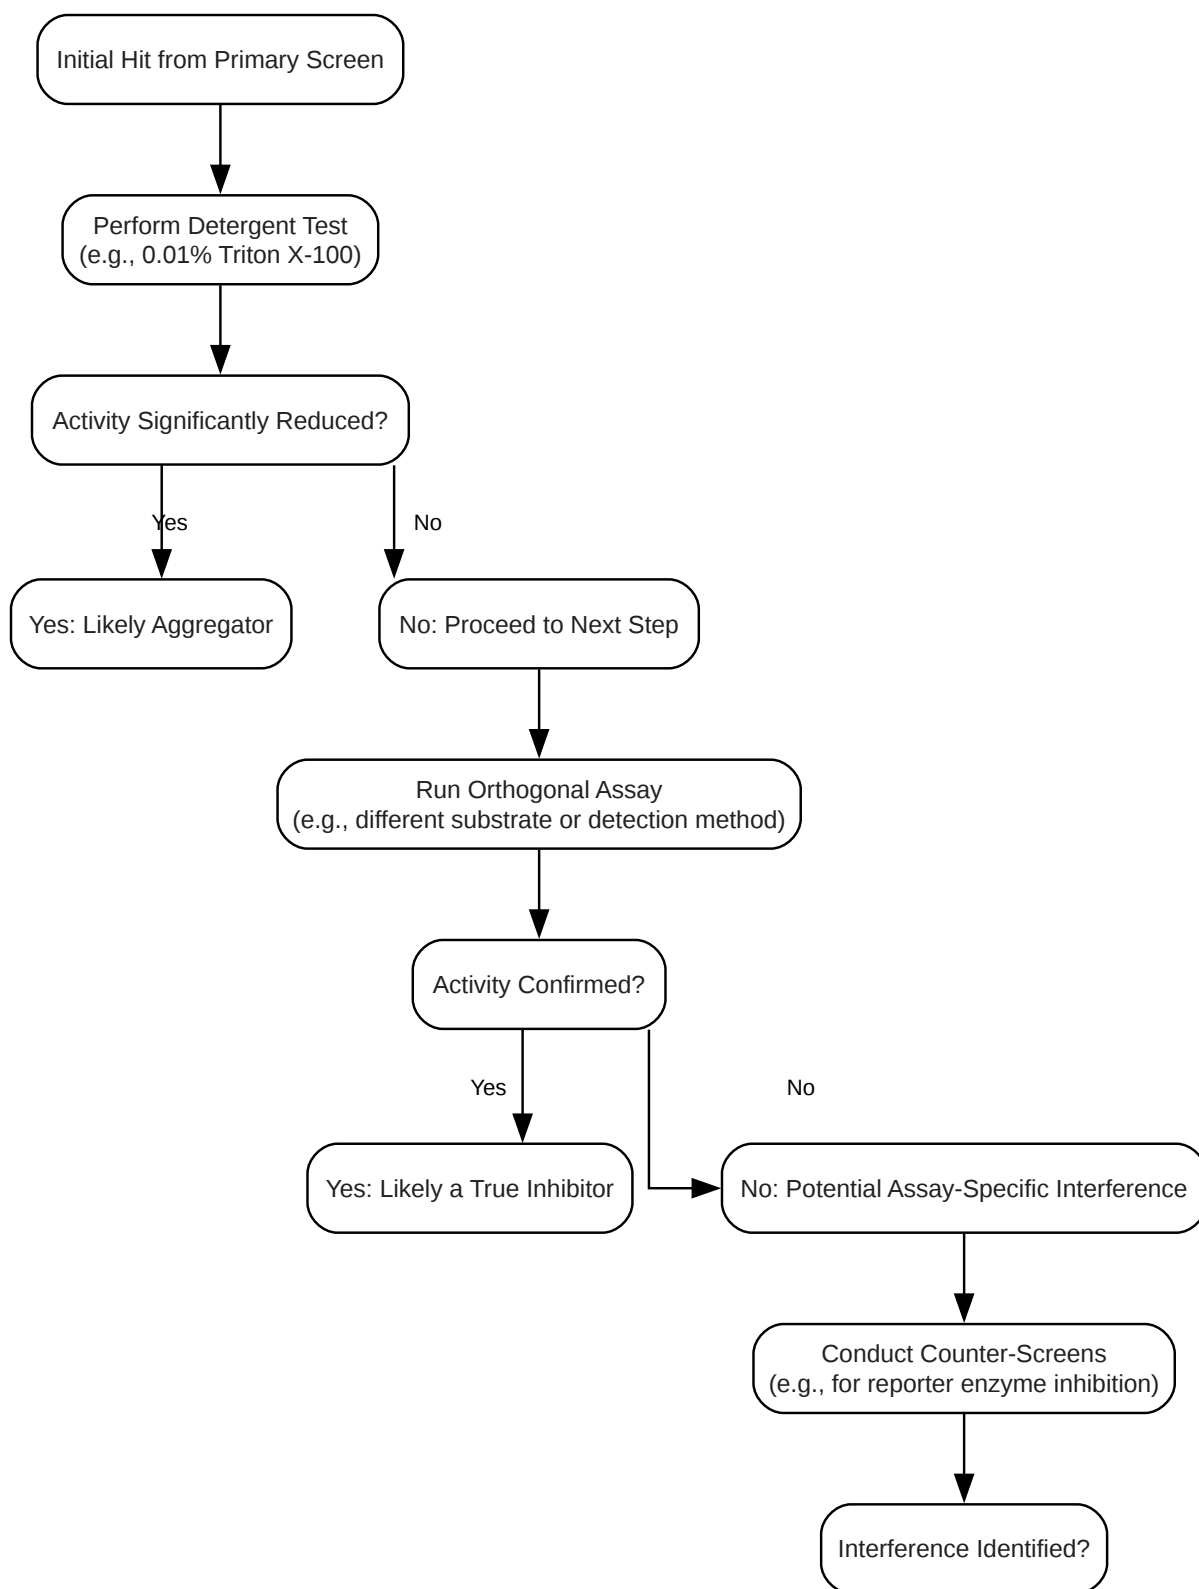 Initial Hit from Primary Screen
Perform Detergent Test
(e.g., 0.01% Triton X-100)
Activity Significantly Reduced?
Yes
No
Yes: Likely Aggregator
No: Proceed to Next Step
Run Orthogonal Assay
(e.g., different substrate or detection method)
Activity Confirmed?
Yes
No
Yes: Likely a True Inhibitor
No: Potential Assay-Specific Interference
Conduct Counter-Screens
(e.g., for reporter enzyme inhibition)
Interference Identified?